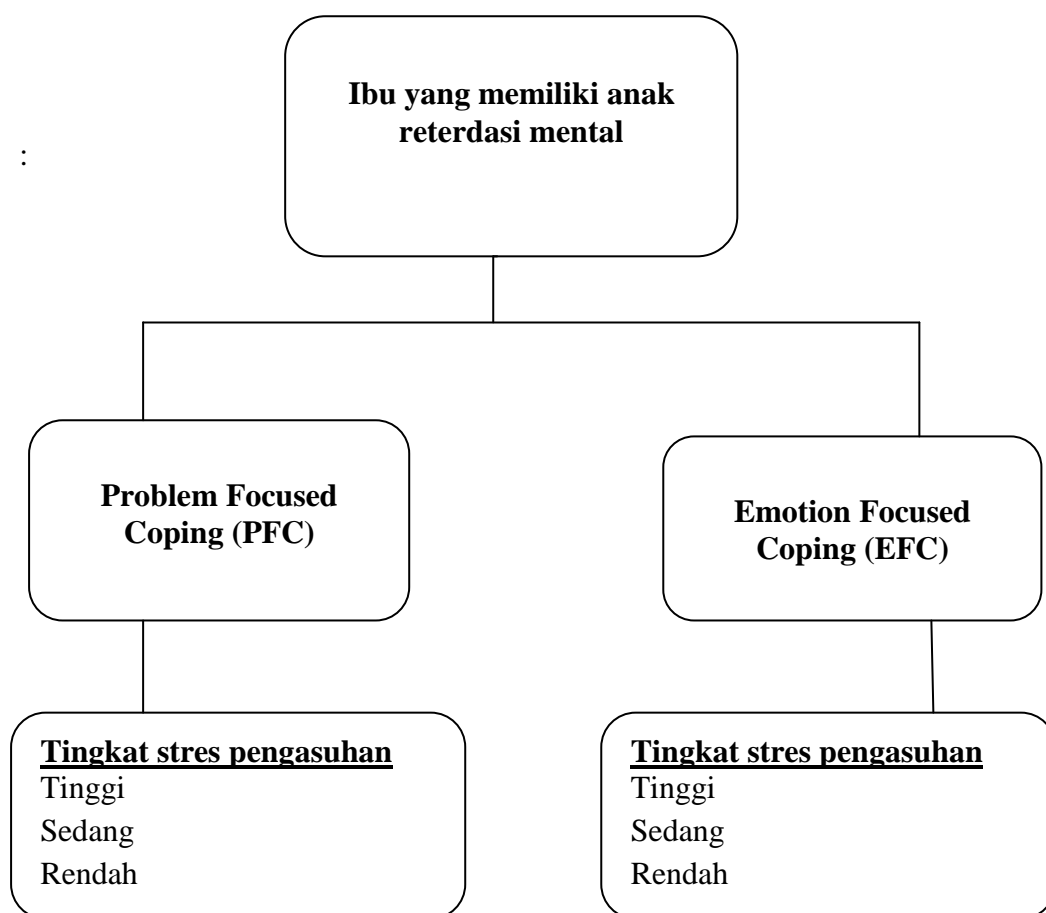 Ibu yang memiliki anak
reterdasi mental
:
Problem Focused
Coping (PFC)
Emotion Focused
Coping (EFC)
Tingkat stres pengasuhan
Tinggi
Sedang
Rendah
Tingkat stres pengasuhan
Tinggi
Sedang
Rendah